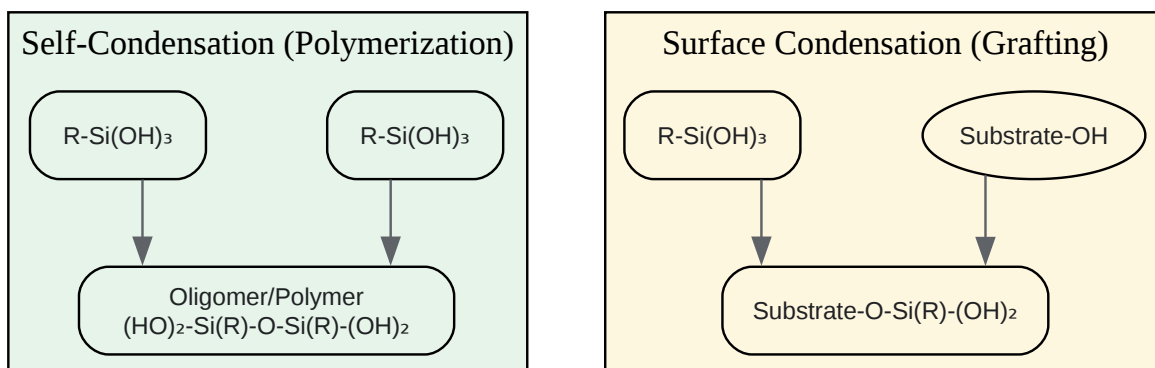 Self-Condensation (Polymerization)
R-Si(OH)₃
R-Si(OH)₃
Oligomer/Polymer
(HO)₂-Si(R)-O-Si(R)-(OH)₂
Surface Condensation (Grafting)
R-Si(OH)₃
Substrate-OH
Substrate-O-Si(R)-(OH)₂